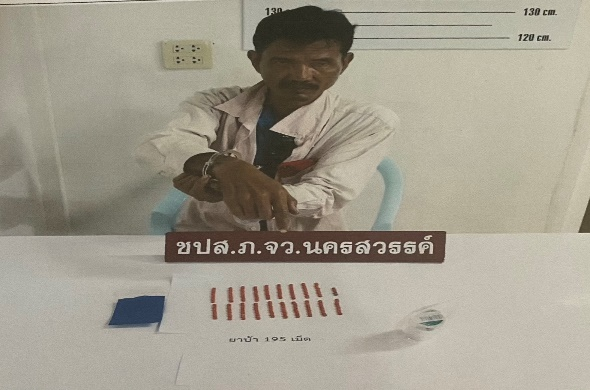 130 130 cm.
120 cm.
ขปส.ภ.จว.นครสวรรค์
ยาบ้า 195 เม็ด